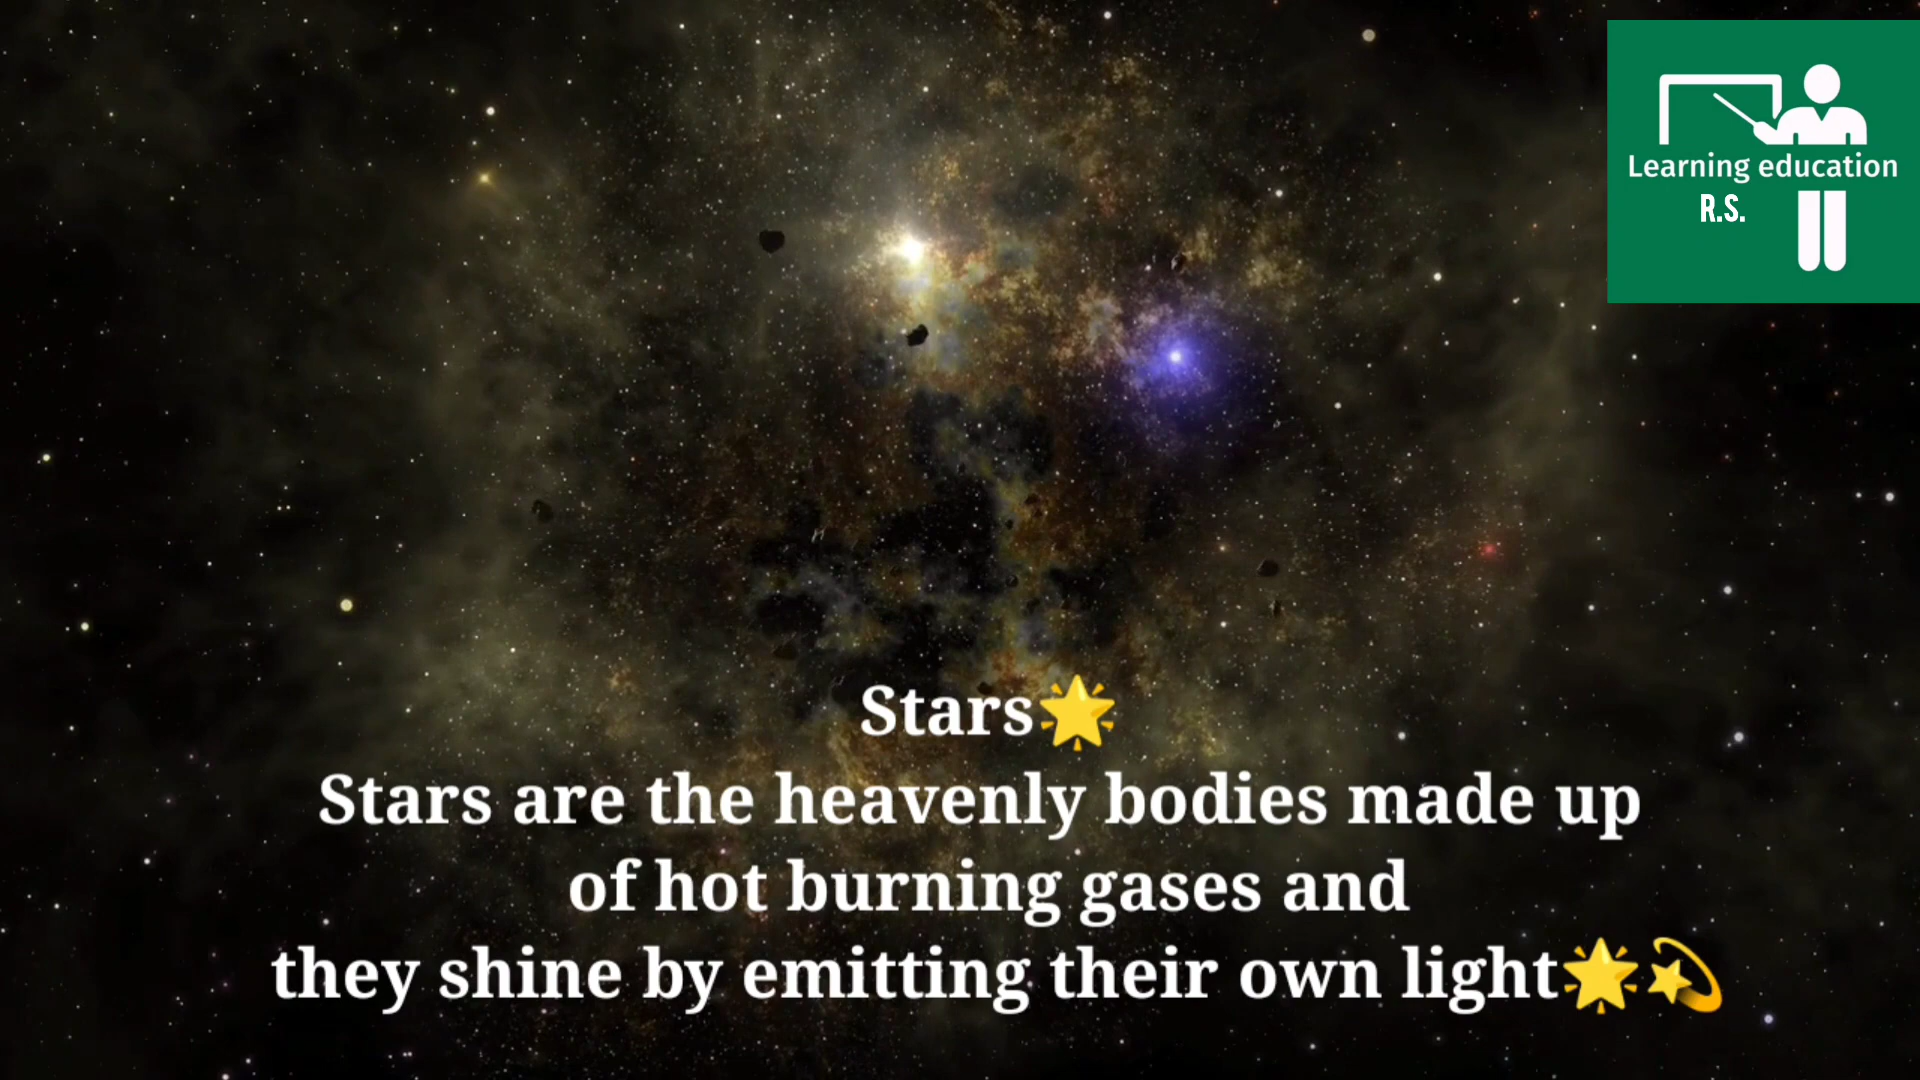 Learning education
R.S.
Stars🌟
Stars are the heavenly bodies made up
of hot burning gases and
they shine by emitting their own light🌟💫